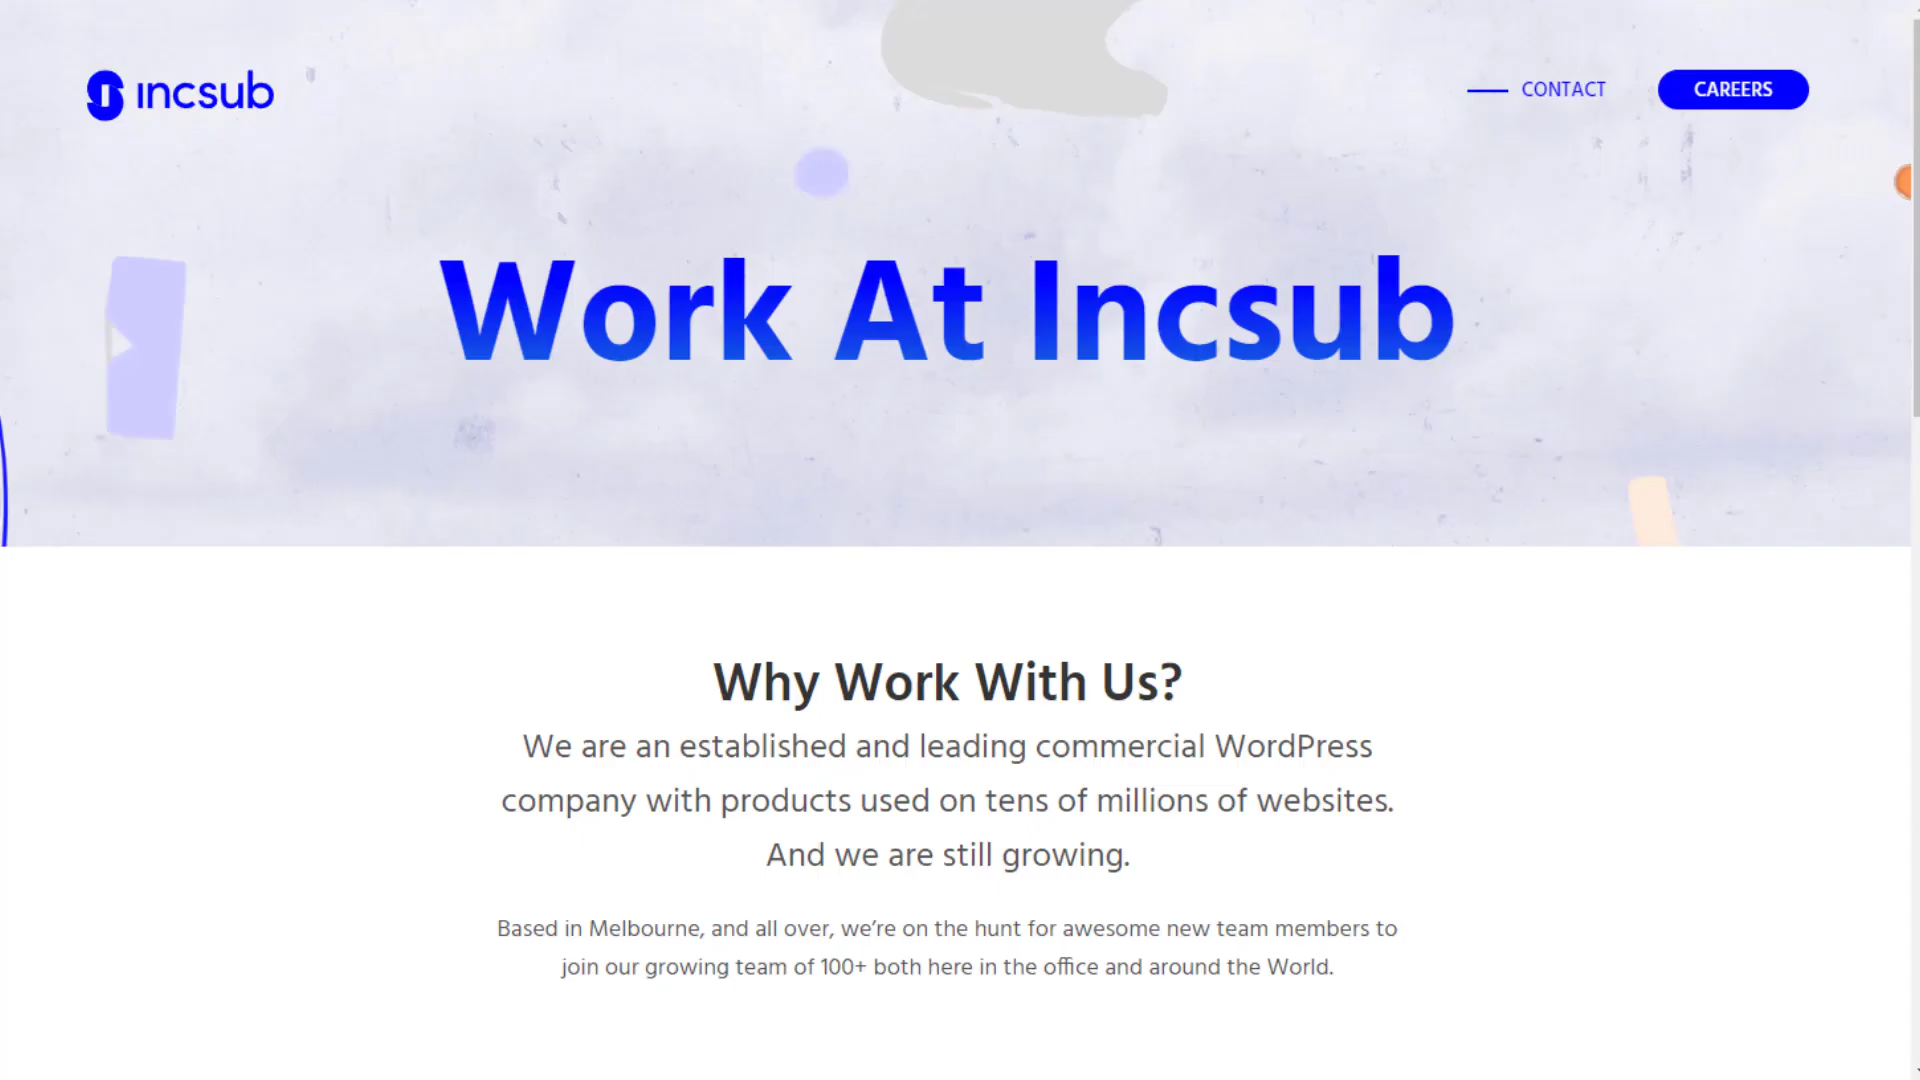 incsub
CONTACT
CAREERS
Work At Incsub
Why Work With Us?
We are an established and leading commercial WordPress
company with products used on tens of millions of websites.
And we are still growing.
Based in Melbourne, and all over, we’re on the hunt for awesome new team members to
join our growing team of 100+ both here in the office and around the World.